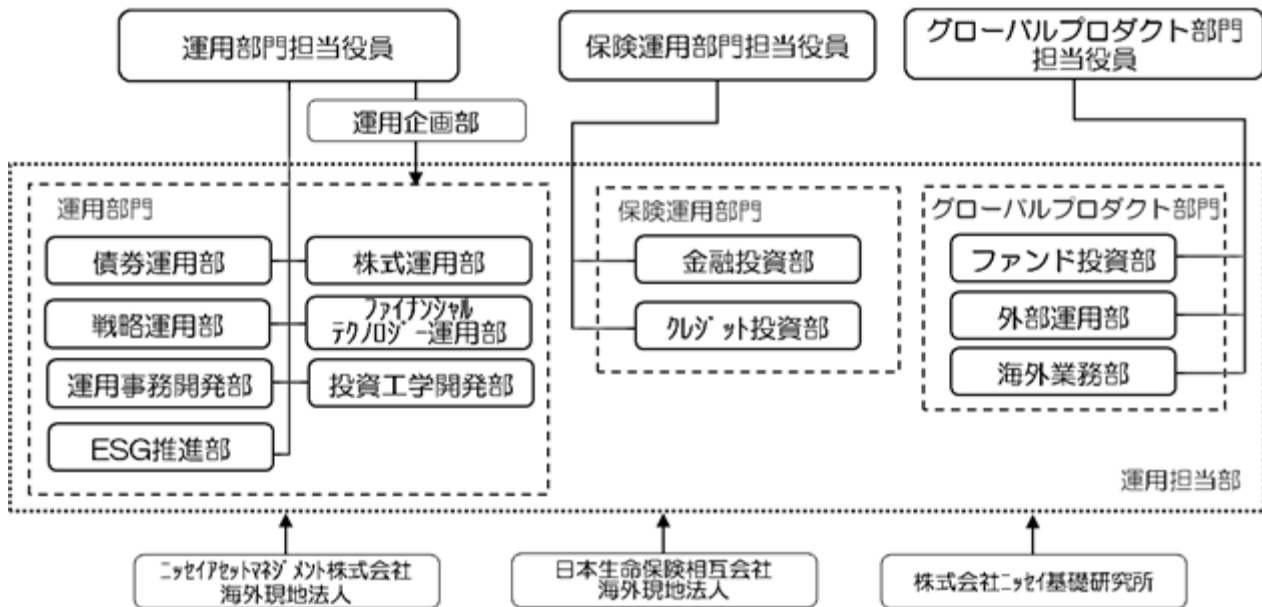 運用部門担当役員
保険運用部門担当役員
グローバルプロダクト部門
担当役員
運用企画部
運用部門
債券運用部
株式運用部
戦略運用部
ファイナンシャル
テクノロジー運用部
運用事務開発部
投資工学開発部
ESG推進部
保険運用部門
金融投資部
クレジット投資部
グローバルプロダクト部門
ファンド投資部
外部運用部
海外業務部
運用担当部
ニッセイアセットマネジメント株式会社
海外現地法人
日本生命保険相互会社
海外現地法人
株式会社ニッセイ基礎研究所